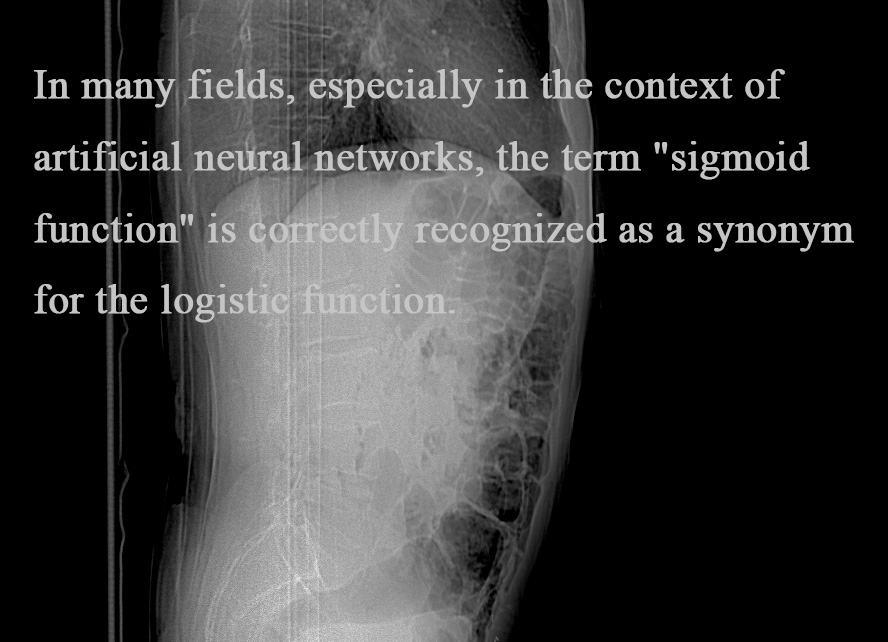 In many fields, especially in the context of
artificial neural networks, the term "sigmoid
function" is correctly recognized as a synonym
for the logistic function.